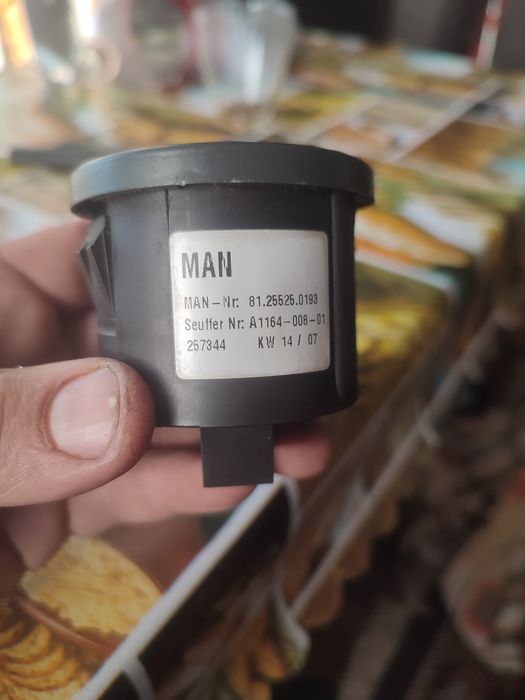 MAN
MAN-Nr: 81.25525.0193
Seuffer Nr: A1164-008-01
257344 KW 14 / 07